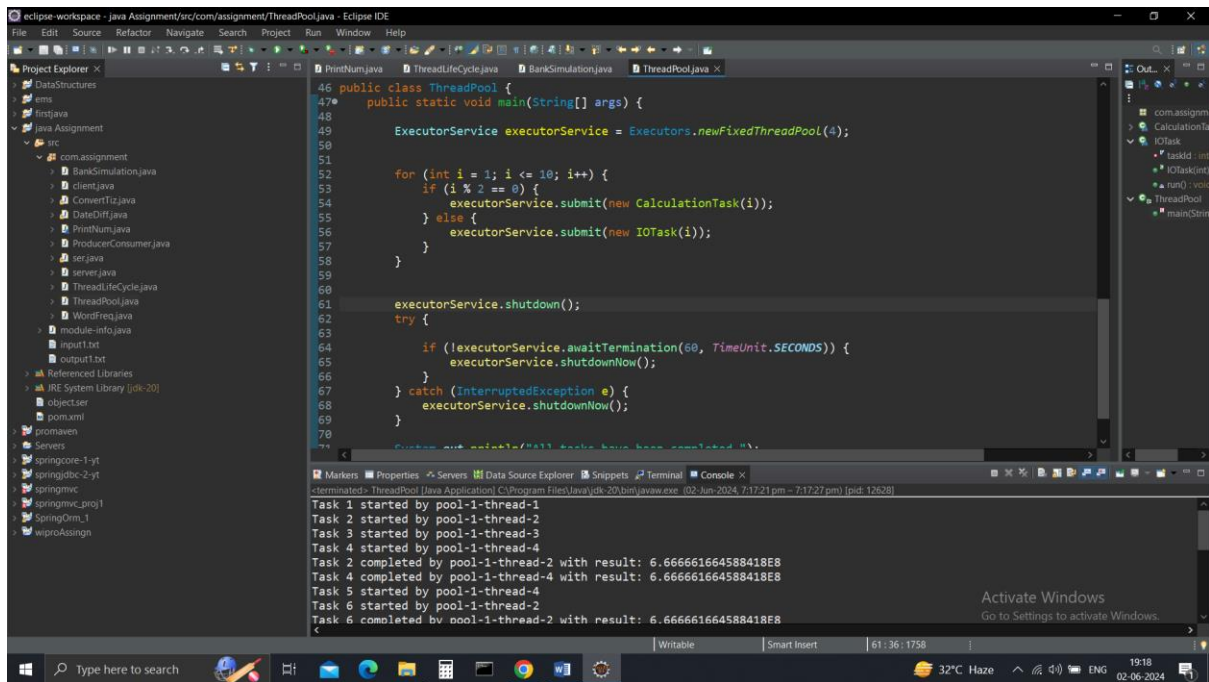 eclipse-workspace - java Assignment/src/com/assignment/ThreadPool.java - Eclipse IDE
File Edit Source Refactor Navigate Search Project Run Window Help
Project Explorer
DataStructures
ems
firstjava
java Assignment
src
com.assignment
BankSimulation.java
client.java
ConvertTiz.java
DateDiff.java
PrintNum.java
ProducerConsumer.java
ser.java
server.java
ThreadLifeCycle.java
ThreadPool.java
WordFreq.java
module-info.java
input1.txt
output1.txt
Referenced Libraries
JRE System Library [jdk-20]
object.ser
pom.xml
promaven
Servers
springcore-1-yt
springjdbc-2-yt
springmvc
springmvc_proj1
SpringOrm_1
wiproAssingn
PrintNum.java ThreadLifeCycle.java BankSimulation.java ThreadPool.java
46 public class ThreadPool {
47 public static void main(String[] args) {
48
49 ExecutorService executorService = Executors.newFixedThreadPool(4);
50
51
52 for (int i = 1; i <= 10; i++) {
53 if (i % 2 == 0) {
54 executorService.submit(new CalculationTask(i));
55 } else {
56 executorService.submit(new IOTask(i));
57 }
58 }
59
60
61 executorService.shutdown();
62 try {
63
64 if (!executorService.awaitTermination(60, TimeUnit.SECONDS)) {
65 executorService.shutdownNow();
66 }
67 } catch (InterruptedException e) {
68 executorService.shutdownNow();
69 }
70
71 System.out.println("All tasks have been completed.");
Out...
com.assignm
CalculationTa
IOTask
taskId : int
IOTask(int)
run() : void
ThreadPool
main(Strin
Markers Properties Servers Data Source Explorer Snippets Terminal Console
<terminated> ThreadPool [Java Application] C:\Program Files\Java\jdk-20\bin\javaw.exe (02-Jun-2024, 7:17:21 pm – 7:17:27 pm) [pid: 12628]
Task 1 started by pool-1-thread-1
Task 2 started by pool-1-thread-2
Task 3 started by pool-1-thread-3
Task 4 started by pool-1-thread-4
Task 2 completed by pool-1-thread-2 with result: 6.666661664588418E8
Task 4 completed by pool-1-thread-4 with result: 6.666661664588418E8
Task 5 started by pool-1-thread-4
Task 6 started by pool-1-thread-2
Task 6 completed by pool-1-thread-2 with result: 6.666661664588418E8
Activate Windows
Go to Settings to activate Windows.
Writable Smart Insert 61 : 36 : 1758
Type here to search
32°C Haze ENG 19:18
02-06-2024